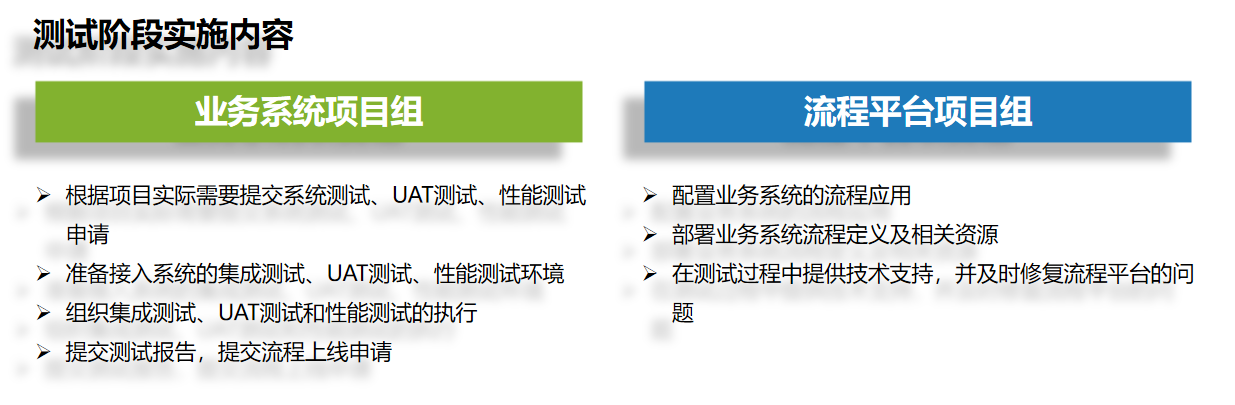 测试阶段实施内容
业务系统项目组
➢ 根据项目实际需要提交系统测试、UAT测试、性能测试
申请
➢ 准备接入系统的集成测试、UAT测试、性能测试环境
➢ 组织集成测试、UAT测试和性能测试的执行
➢ 提交测试报告，提交流程上线申请
流程平台项目组
➢ 配置业务系统的流程应用
➢ 部署业务系统流程定义及相关资源
➢ 在测试过程中提供技术支持，并及时修复流程平台的问
题